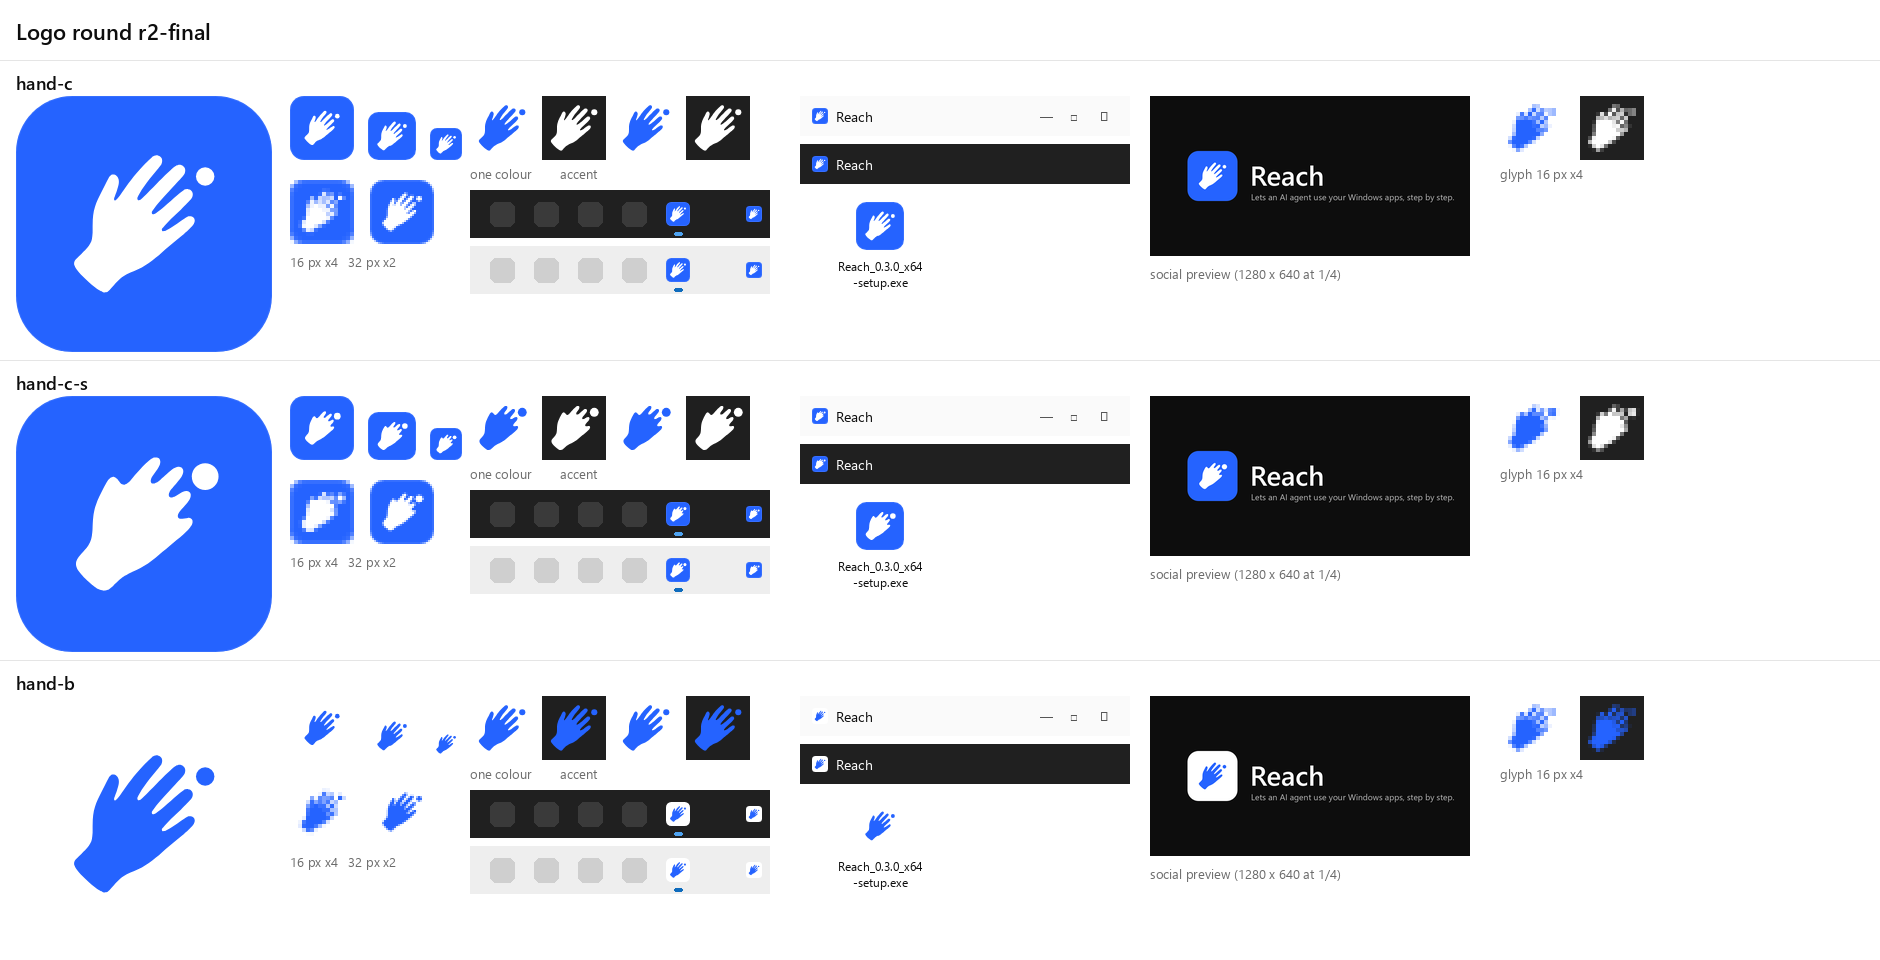 Logo round r2-final
hand-c
16 px x4 32 px x2
one colour accent
Reach
Reach
Reach_0.3.0_x64
-setup.exe
Reach
Lets an AI agent use your Windows apps, step by step.
social preview (1280 x 640 at 1/4)
glyph 16 px x4
hand-c-s
16 px x4 32 px x2
one colour accent
Reach
Reach
Reach_0.3.0_x64
-setup.exe
Reach
Lets an AI agent use your Windows apps, step by step.
social preview (1280 x 640 at 1/4)
glyph 16 px x4
hand-b
16 px x4 32 px x2
one colour accent
Reach
Reach
Reach_0.3.0_x64
-setup.exe
Reach
Lets an AI agent use your Windows apps, step by step.
social preview (1280 x 640 at 1/4)
glyph 16 px x4